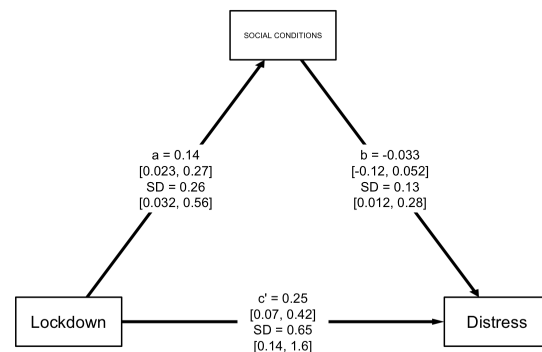 SOCIAL CONDITIONS
a = 0.14
[0.023, 0.27]
SD = 0.26
[0.032, 0.56]
b = -0.033
[-0.12, 0.052]
SD = 0.13
[0.012, 0.28]
Lockdown
c' = 0.25
[0.07, 0.42]
SD = 0.65
[0.14, 1.6]
Distress